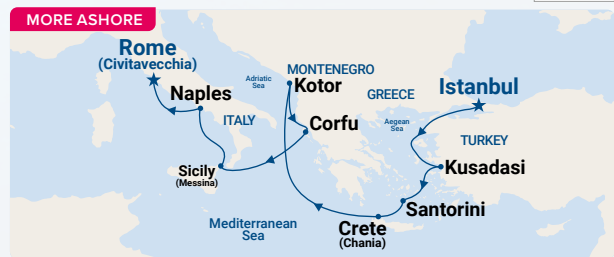 MORE ASHORE
Rome
(Civitavecchia)
Adriatic
Sea
MONTENEGRO
Kotor
GREECE
Istanbul
Naples
ITALY
Corfu
Aegean
Sea
TURKEY
Kusadasi
Sicily
(Messina)
Santorini
Mediterranean
Sea
Crete
(Chania)